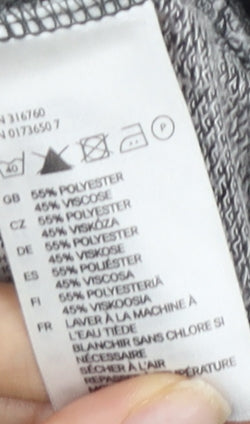 N 316760
N 0173650 7
40
P
GB 55% POLYESTER
45% VISCOSE
CZ 55% POLYESTER
45% VISKÓZA
DE 55% POLYESTER
45% VISKOSE
ES 55% POLIÉSTER
45% VISCOSA
FI 55% POLYESTERIÄ
45% VISKOOSIA
FR LAVER À LA MACHINE À
L'EAU TIÈDE
BLANCHIR SANS CHLORE SI
NÉCESSAIRE
SÉCHER À L'AIR